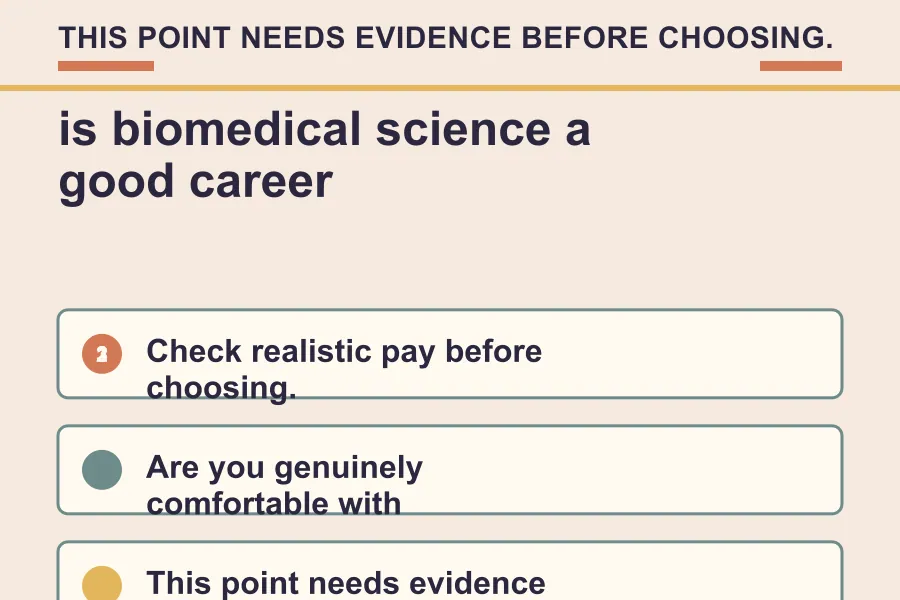 THIS POINT NEEDS EVIDENCE BEFORE CHOOSING.
is biomedical science a
good career
Check realistic pay before
choosing.
Are you genuinely
comfortable with
This point needs evidence